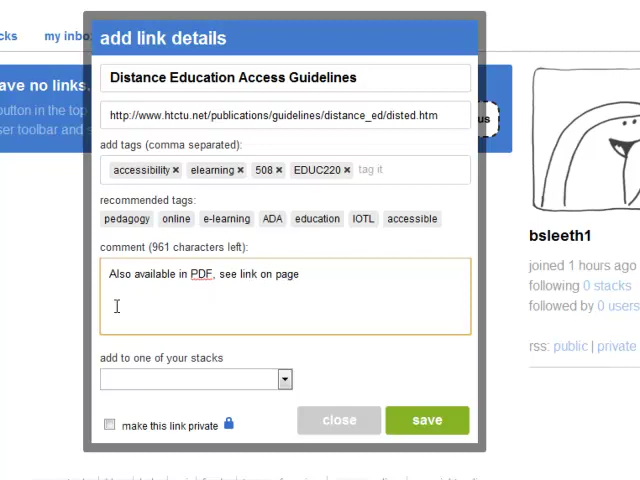 cks my inbo
add link details
ave no links.
Distance Education Access Guidelines
button in the top
http://www.htctu.net/publications/guidelines/distance_ed/disted.htm
us
ser toolbar and s
add tags (comma separated):
accessibility × elearning × 508 × EDUC220 × tag it
recommended tags:
pedagogy online e-learning ADA education IOTL accessible
comment (961 characters left):
Also available in PDF, see link on page
add to one of your stacks
make this link private
close save
bsleeth1
joined 1 hours ago
following 0 stacks
followed by 0 users
rss: public | private